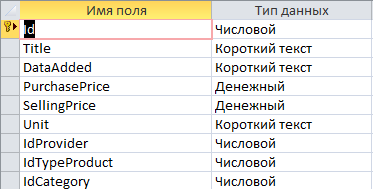 Имя поля Тип данных
Id Числовой
Title Короткий текст
DataAdded Короткий текст
PurchasePrice Денежный
SellingPrice Денежный
Unit Короткий текст
IdProvider Числовой
IdTypeProduct Числовой
IdCategory Числовой